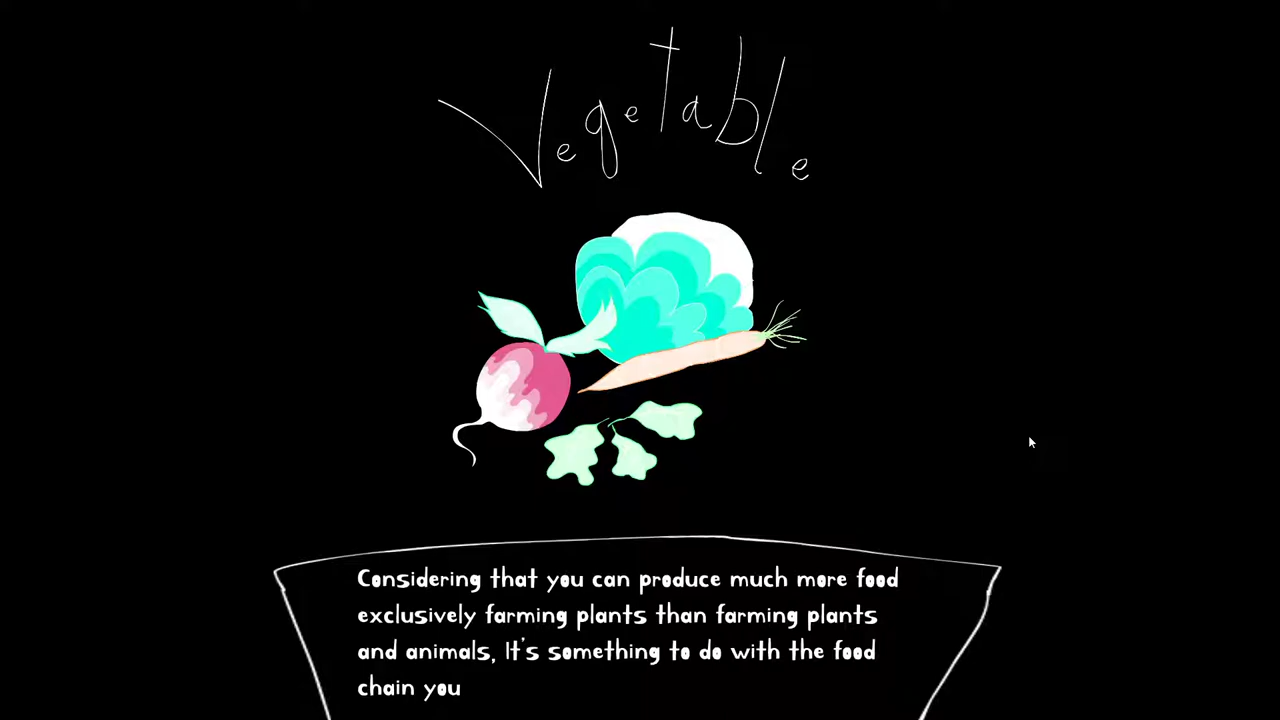 Vegetable
Considering that you can produce much more food
exclusively farming plants than farming plants
and animals, It's something to do with the food
chain you